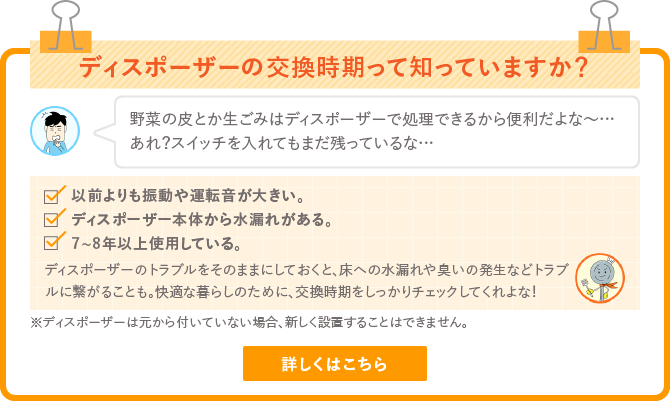 ディスポーザーの交換時期って知っていますか？
野菜の皮とか生ごみはディスポーザーで処理できるから便利だよな〜…
あれ？スイッチを入れてもまだ残っているな…
以前よりも振動や運転音が大きい。
ディスポーザー本体から水漏れがある。
7~8年以上使用している。
ディスポーザーのトラブルをそのままにしておくと、床への水漏れや臭いの発生などトラブ
ルに繋がることも。快適な暮らしのために、交換時期をしっかりチェックしてくれよな！
※ディスポーザーは元から付いていない場合、新しく設置することはできません。
詳しくはこちら